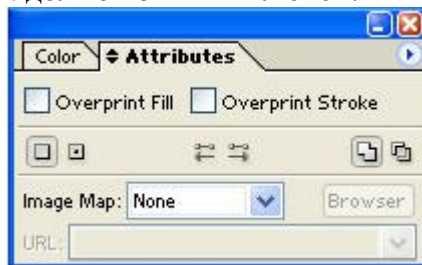 Color Attributes
Overprint Fill Overprint Stroke
Image Map: None Browser
URL: